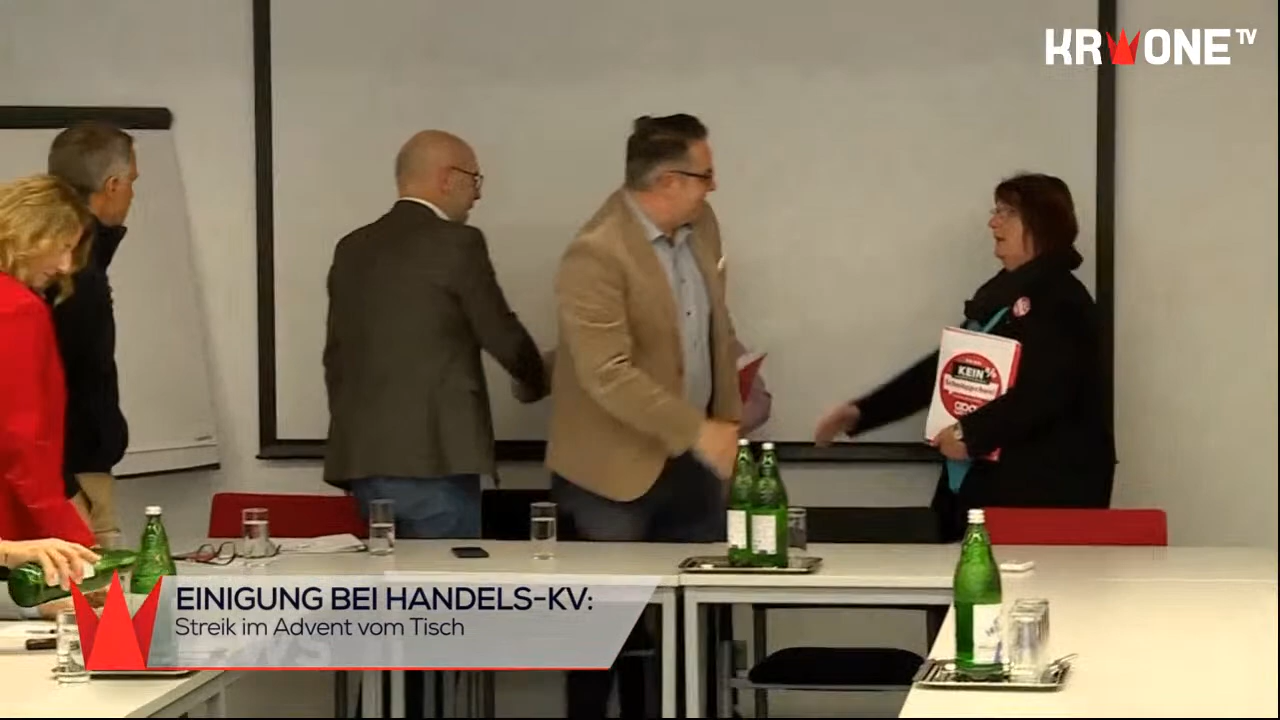 KRONE TV
KEIN %
EINIGUNG BEI HANDELS-KV:
Streik im Advent vom Tisch